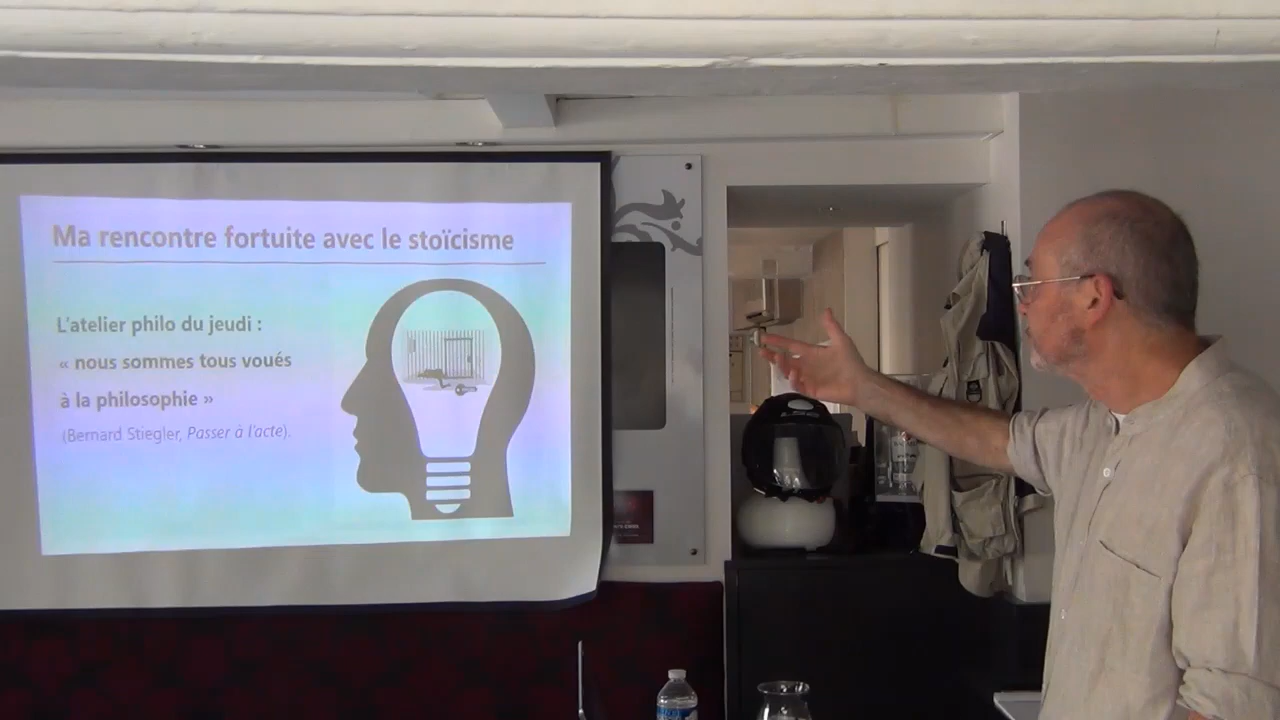 Ma rencontre fortuite avec le stoïcisme
L'atelier philo du jeudi :
« nous sommes tous voués
à la philosophie »
(Bernard Stiegler, Passer à l'acte).